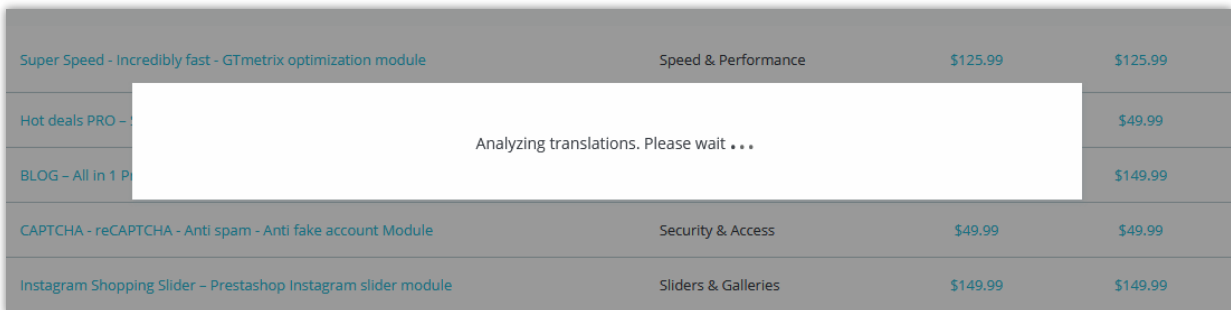 Super Speed - Incredibly fast - GTmetrix optimization module Speed & Performance $125.99 $125.99
Hot deals PRO – $49.99
Analyzing translations. Please wait ...
BLOG – All in 1 $149.99
CAPTCHA - reCAPTCHA - Anti spam - Anti fake account Module Security & Access $49.99 $49.99
Instagram Shopping Slider – Prestashop Instagram slider module Sliders & Galleries $149.99 $149.99